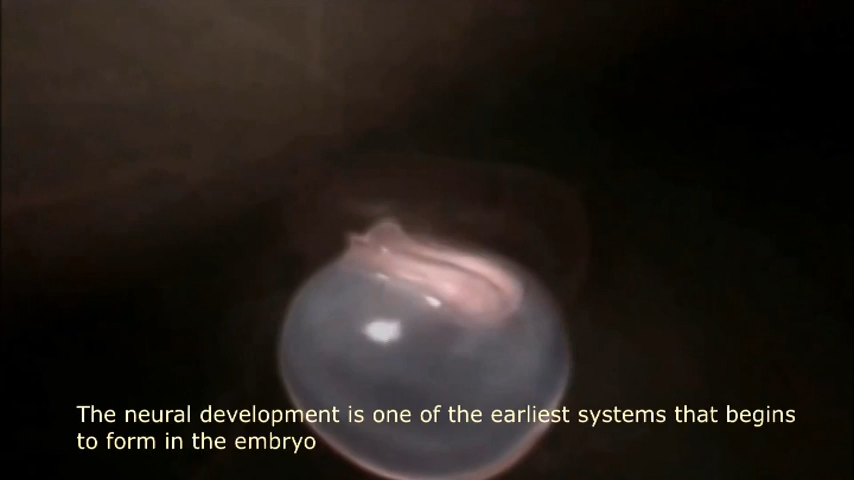 The neural development is one of the earliest systems that begins
to form in the embryo